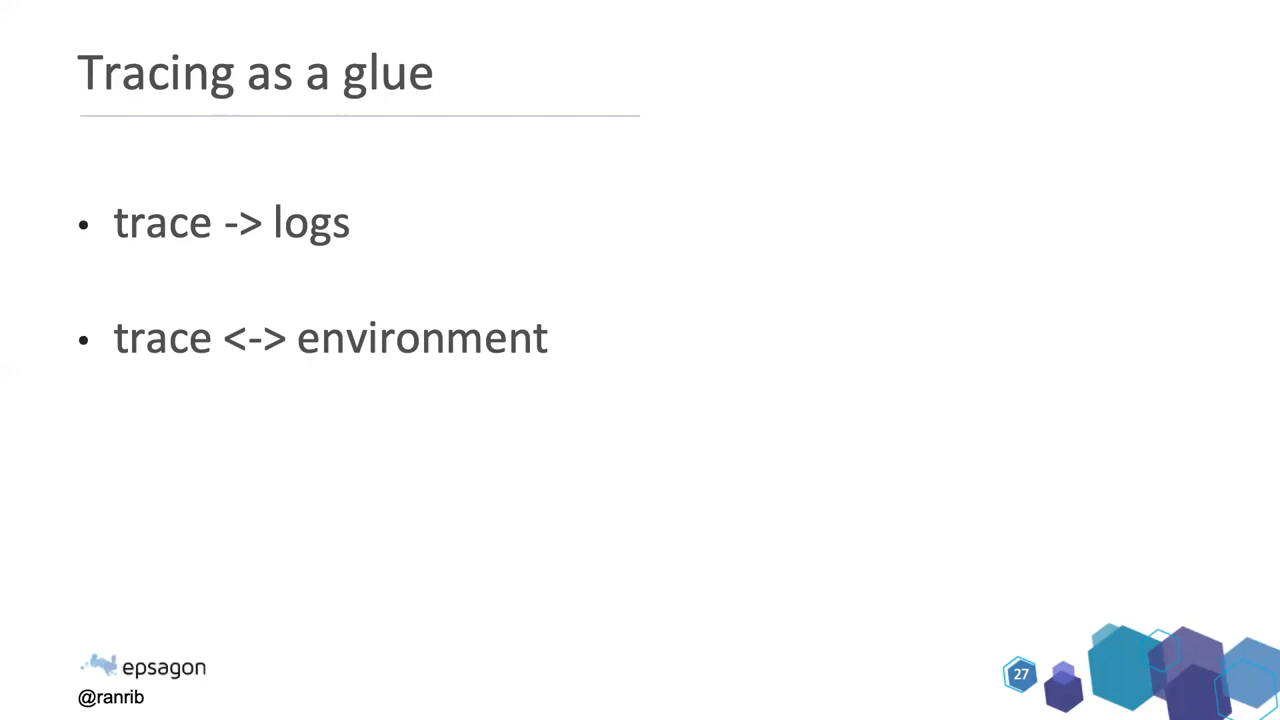 Tracing as a glue
• trace -> logs
• trace <-> environment
epsagon
@ranrib
27